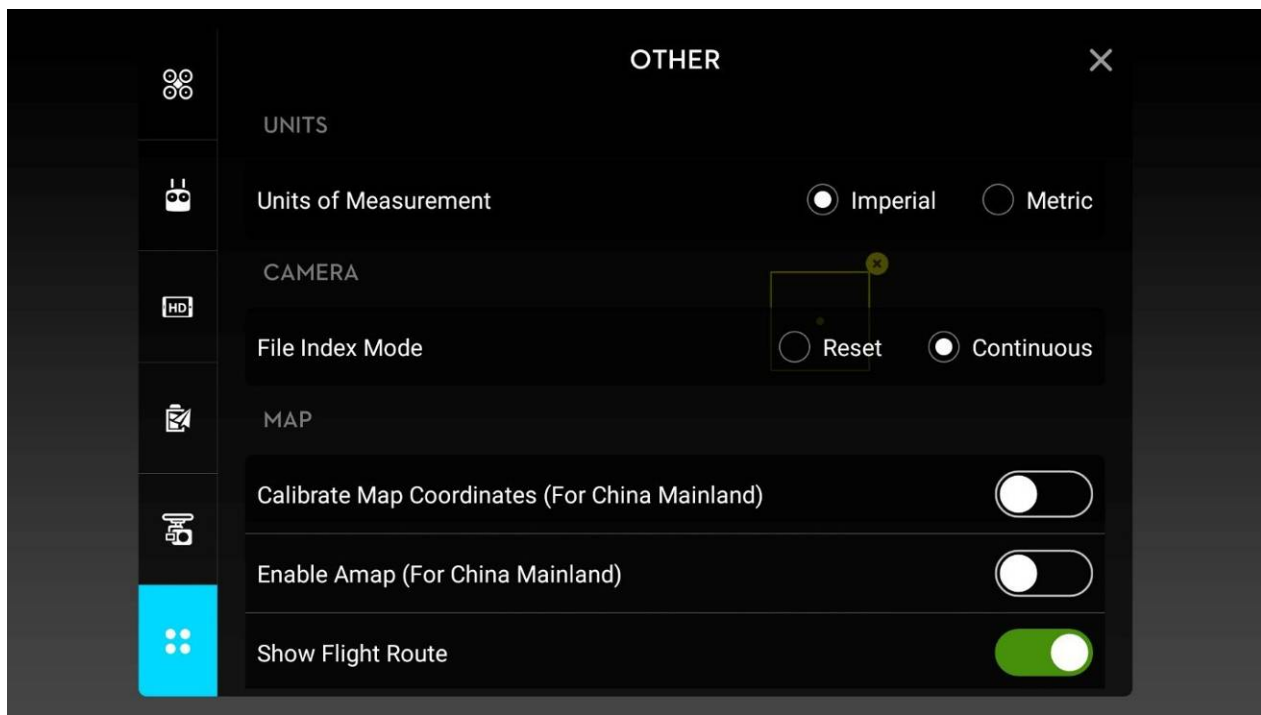 OTHER
UNITS
Units of Measurement Imperial Metric
CAMERA
HD
File Index Mode Reset Continuous
MAP
Calibrate Map Coordinates (For China Mainland)
Enable Amap (For China Mainland)
Show Flight Route